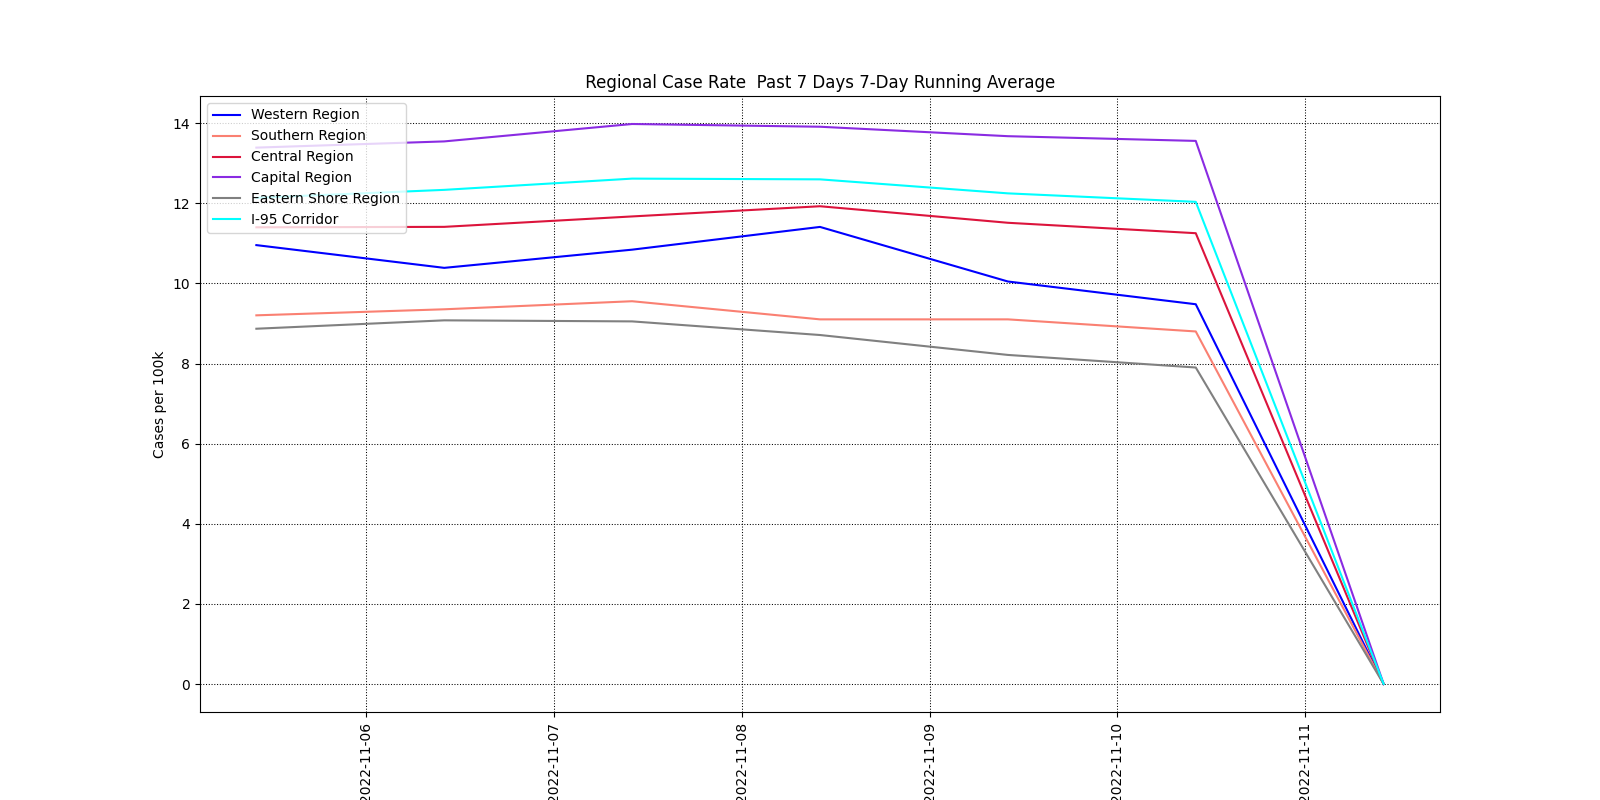 Regional Case Rate  Past 7 Days 7-Day Running Average
Western Region
Southern Region
Central Region
Capital Region
Eastern Shore Region
I-95 Corridor
Cases per 100k
14
12
10
8
6
4
2
0
2022-11-06
2022-11-07
2022-11-08
2022-11-09
2022-11-10
2022-11-11